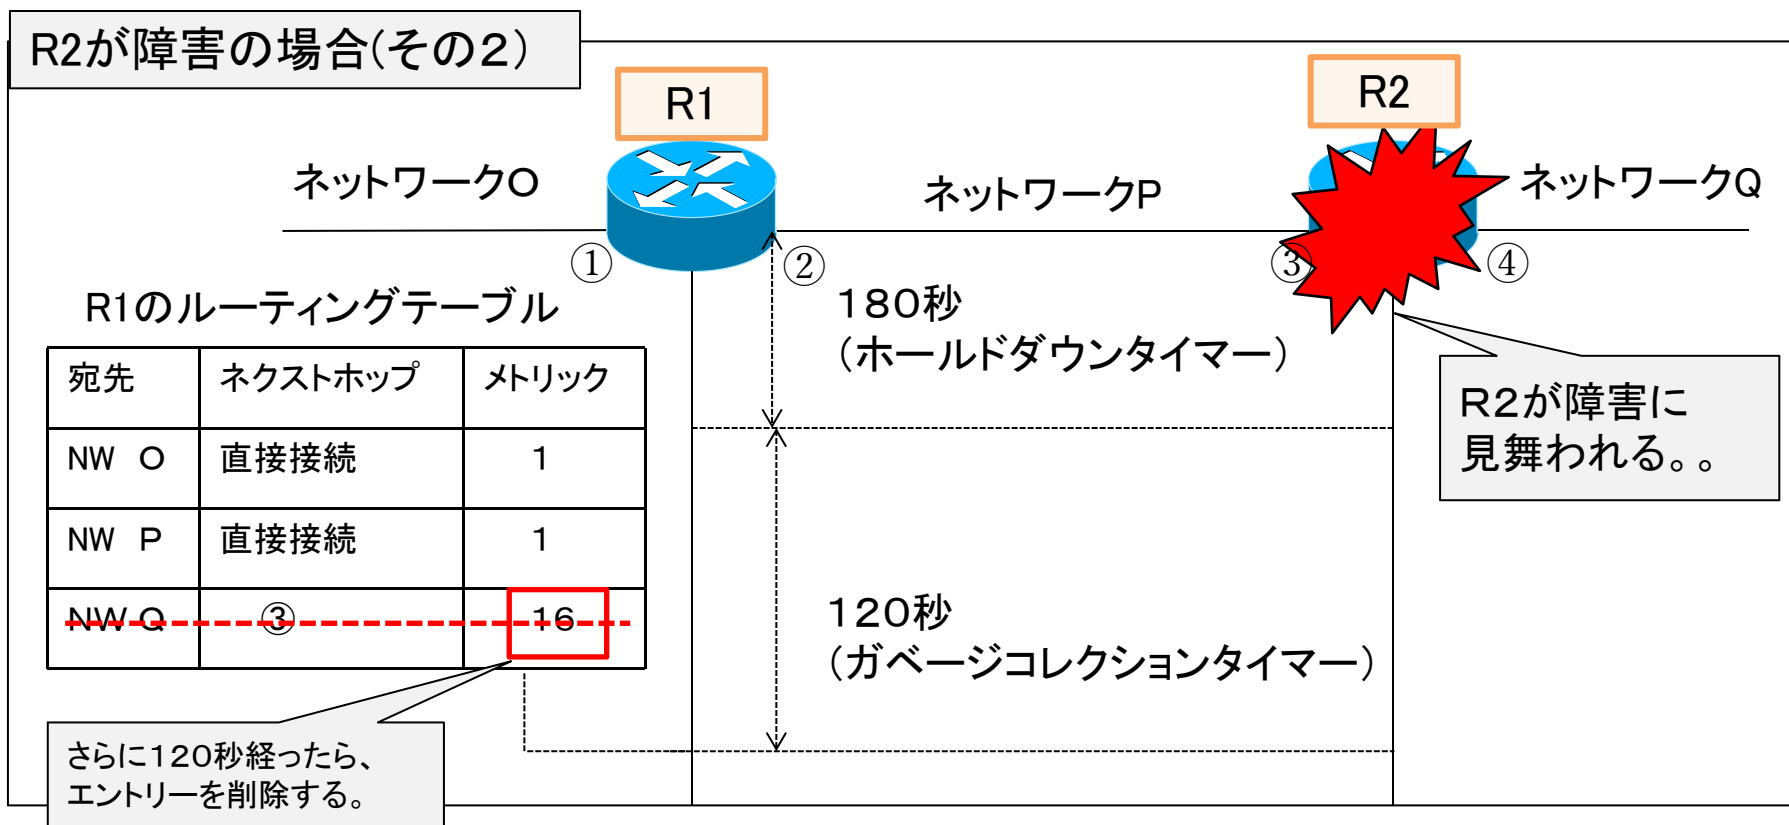 R2が障害の場合(その２)
R1
R2
ネットワークO
ネットワークP
ネットワークQ
①
②
③
④
R1のルーティングテーブル
宛先 ネクストホップ メトリック
NW O 直接接続 1
NW P 直接接続 1
NW Q ③ 16
１８０秒
（ホールドダウンタイマー）
R２が障害に
見舞われる。。
１２０秒
（ガベージコレクションタイマー）
さらに１２０秒経ったら、
エントリーを削除する。